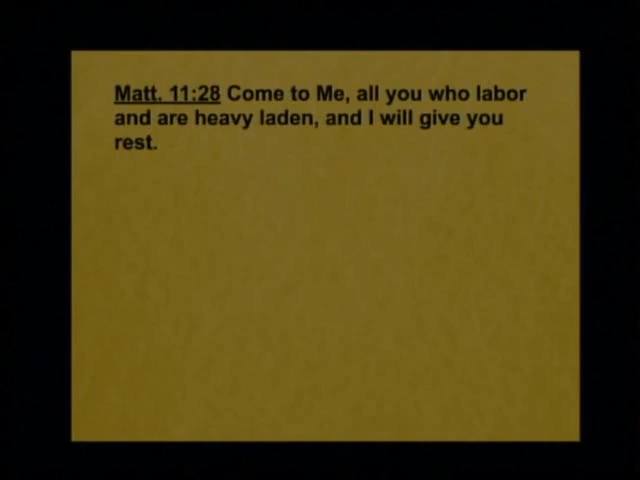 Matt. 11:28 Come to Me, all you who labor
and are heavy laden, and I will give you
rest.